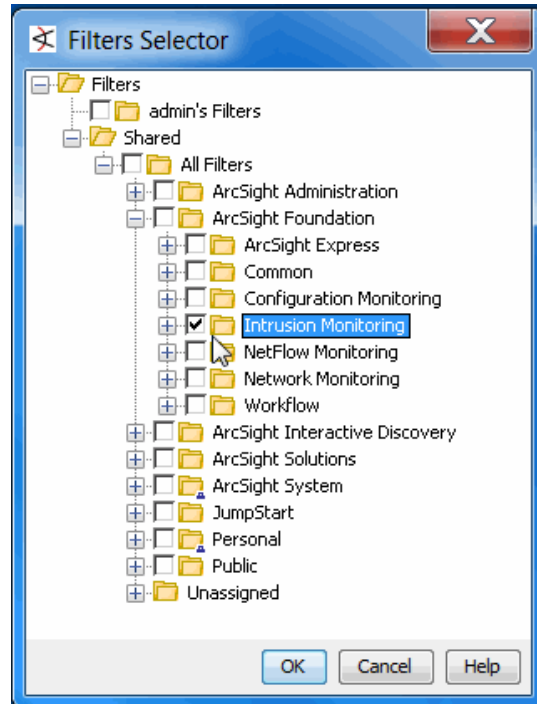 Filters Selector
Filters
admin's Filters
Shared
All Filters
ArcSight Administration
ArcSight Foundation
ArcSight Express
Common
Configuration Monitoring
Intrusion Monitoring
NetFlow Monitoring
Network Monitoring
Workflow
ArcSight Interactive Discovery
ArcSight Solutions
ArcSight System
JumpStart
Personal
Public
Unassigned
OK Cancel Help